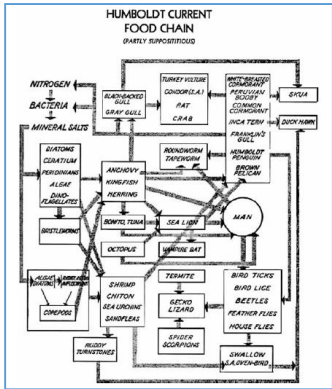 HUMBOLDT CURRENT
FOOD CHAIN
(PARTLY SUPPOSITITIOUS)
NITROGEN
BACTERIA
MINERAL SALTS
BLACK-BACKED
GULL
GRAY GULL
TURKEY VULTURE
CONDOR (S.A.)
RAT
CRAB
WHITE-BREASTED
CORMORANT
PERUVIAN
BOOBY
COMMON
CORMORANT
INCA TERN
FRANKLIN'S
GULL
HUMBOLDT
PENGUIN
BROWN
PELICAN
SKUA
DUCK HAWK
DIATOMS
CERATIUM
PERIDINIANS
ALGAE
DINO-
FLAGELLATES
BRISTLEWORMS
ANCHOVY
KINGFISH
HERRING
ROUNDWORM
TAPEWORM
BONITO, TUNA
SEA LION
MAN
OCTOPUS
VAMPIRE BAT
ALGAE
DIATOMS
COPEPODS
SHRIMP
CHITON
SEA URCHINS
SANDFLEAS
TERMITE
GECKO
LIZARD
SPIDER
SCORPIONS
BIRD TICKS
BIRD LICE
BEETLES
FEATHER FLIES
HOUSE FLIES
RUDDY
TURNSTONES
SWALLOW
S.A. OVEN-BIRD